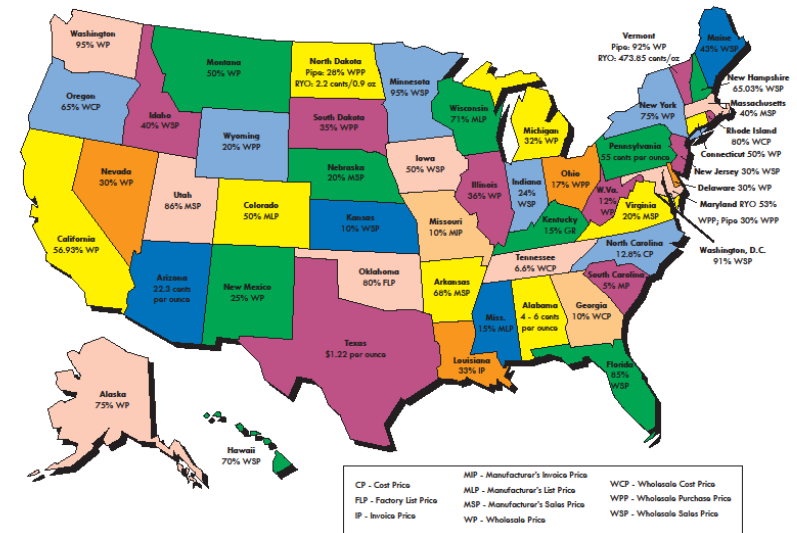 Washington
95% WP
Oregon
65% WCP
California
56.93% WP
Nevada
30% WP
Idaho
40% WSP
Montana
50% WP
Wyoming
20% WPP
Utah
86% MSP
Colorado
50% MLP
Arizona
22.3 cents
per ounce
New Mexico
25% WP
North Dakota
Pipe: 28% WPP
RYO: 2.2 cents/0.9 oz
South Dakota
35% WPP
Nebraska
20% MSP
Kansas
10% WSP
Oklahoma
80% FLP
Texas
$1.22 per ounce
Minnesota
95% WSP
Iowa
50% WSP
Missouri
10% MIP
Arkansas
68% MSP
Louisiana
33% IP
Wisconsin
71% MLP
Illinois
36% WP
Michigan
32% WP
Indiana
24%
WSP
Ohio
17% WPP
Kentucky
15% GR
Tennessee
6.6% WCP
Miss.
15% MLP
Alabama
4 - 6 cents
per ounce
Georgia
10% WCP
Florida
85%
WSP
South Carolina
5% MP
North Carolina
12.8% CP
Virginia
20% MSP
W.Va.
12%
WP
Pennsylvania
55 cents per ounce
New York
75% WP
Vermont
Pipe: 92% WP
RYO: 473.85 cents/oz
Maine
43% WSP
New Hampshire
65.03% WSP
Massachusetts
40% MSP
Rhode Island
80% WCP
Connecticut 50% WP
New Jersey 30% WSP
Delaware 30% WP
Maryland RYO 53%
WPP; Pipe 30% WPP
Washington, D.C.
91% WSP
Alaska
75% WP
Hawaii
70% WSP
CP - Cost Price
FLP - Factory List Price
IP - Invoice Price
MIP - Manufacturer's Invoice Price
MLP - Manufacturer's List Price
MSP - Manufacturer's Sales Price
WP - Wholesale Price
WCP - Wholesale Cost Price
WPP - Wholesale Purchase Price
WSP - Wholesale Sales Price